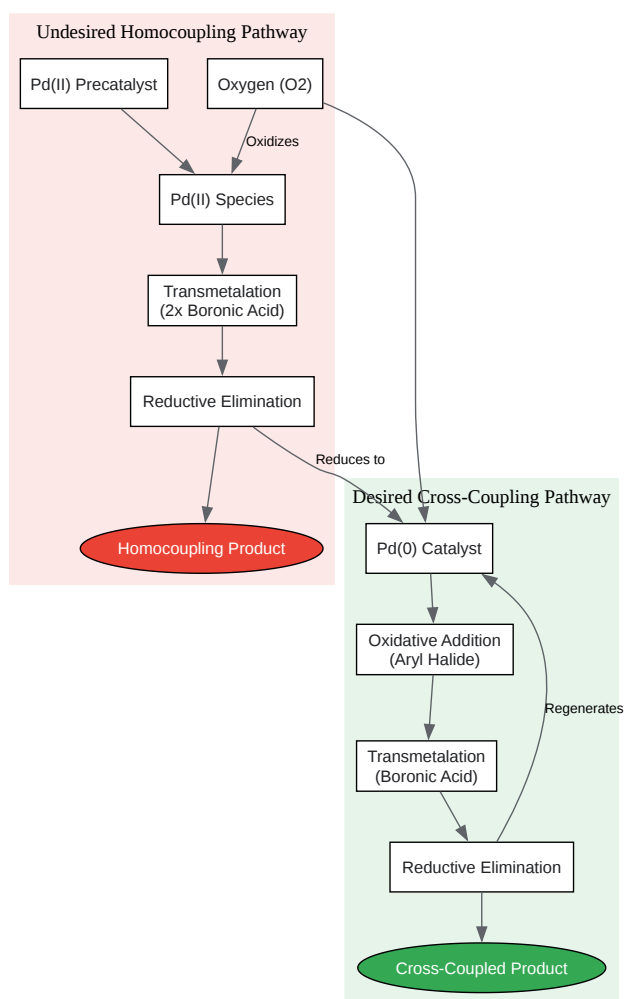 Undesired Homocoupling Pathway
Pd(II) Precatalyst
Oxygen (O2)
Oxidizes
Pd(II) Species
Transmetalation
(2x Boronic Acid)
Reductive Elimination
Reduces to
Homocoupling Product
Desired Cross-Coupling Pathway
Pd(0) Catalyst
Oxidative Addition
(Aryl Halide)
Regenerates
Transmetalation
(Boronic Acid)
Reductive Elimination
Cross-Coupled Product